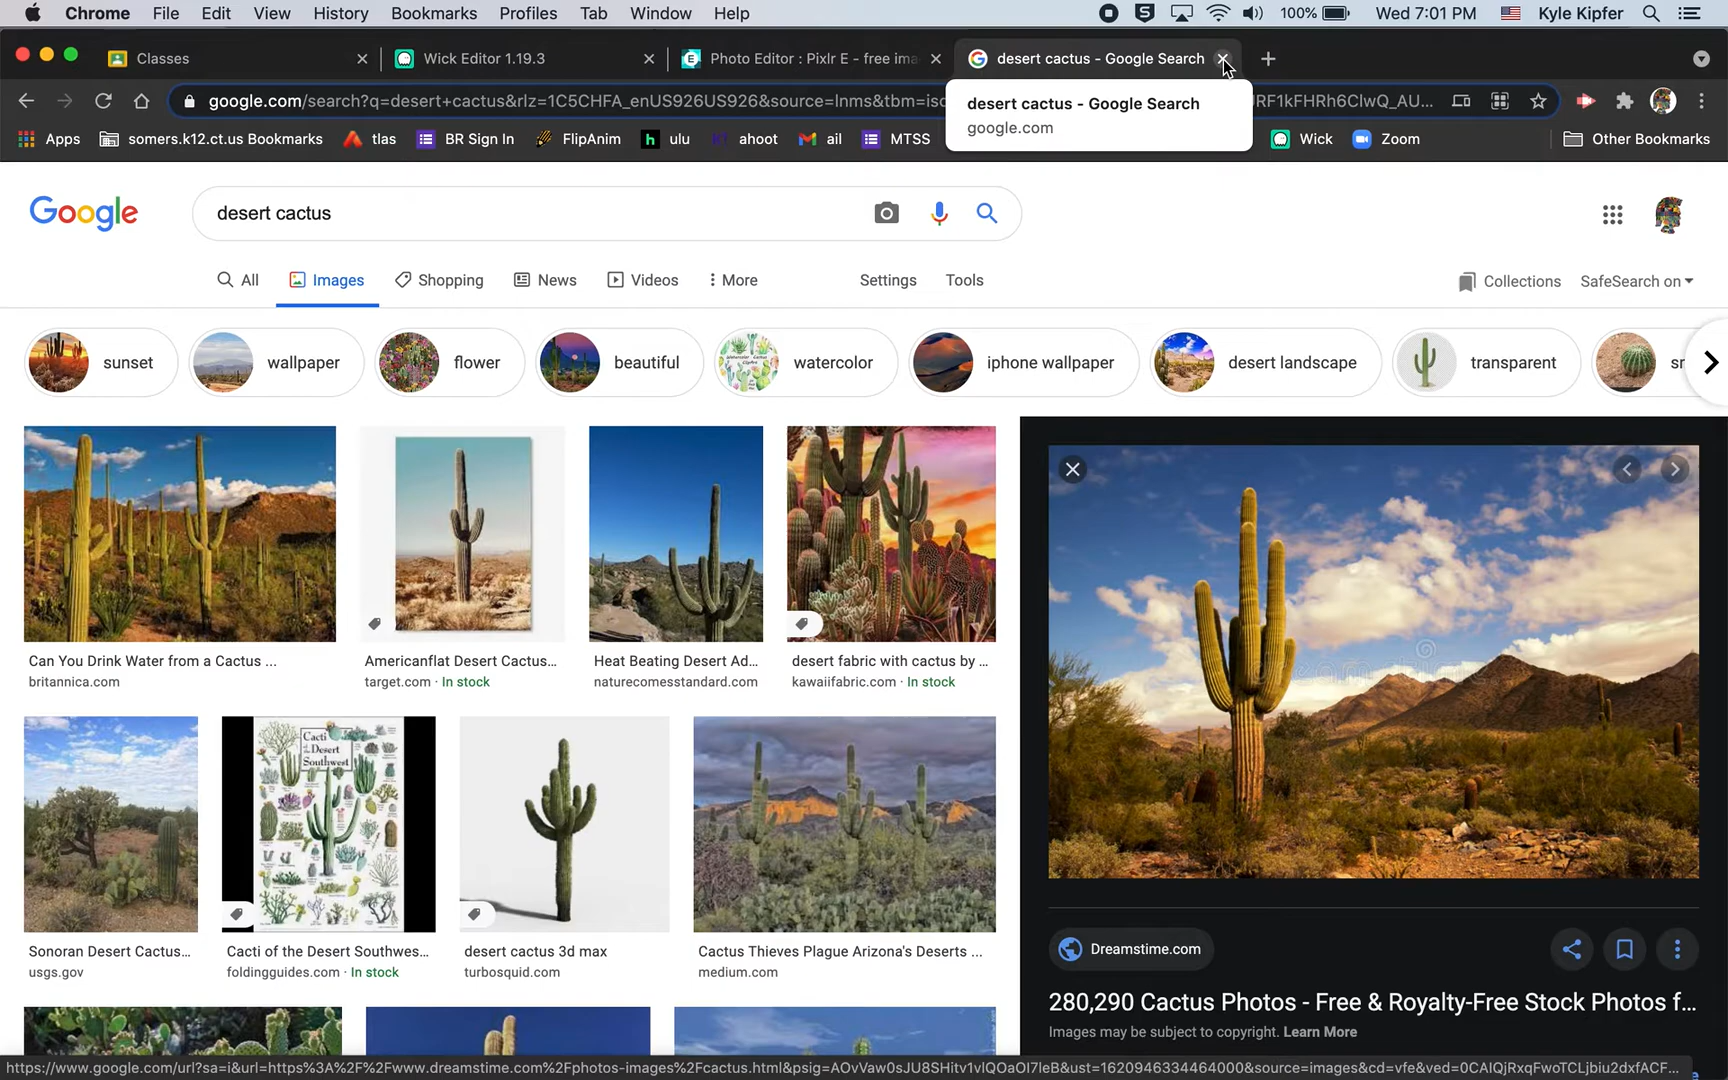 Chrome File Edit View History Bookmarks Profiles Tab Window Help 100% Wed 7:01 PM Kyle Kipfer
Classes Wick Editor 1.19.3 Photo Editor : Pixlr E - free ima desert cactus - Google Search
google.com/search?q=desert+cactus&rlz=1C5CHFA_enUS926US926&source=lnms&tbm=isc RF1kFHRh6ClwQ_AU...
desert cactus - Google Search
google.com
Apps somers.k12.ct.us Bookmarks tlas BR Sign In FlipAnim ulu ahoot ail MTSS Wick Zoom Other Bookmarks
Google desert cactus
All Images Shopping News Videos More Settings Tools Collections SafeSearch on
sunset wallpaper flower beautiful watercolor iphone wallpaper desert landscape transparent
Can You Drink Water from a Cactus ... Americanflat Desert Cactus... Heat Beating Desert Ad... desert fabric with cactus by ...
britannica.com target.com · In stock naturecomesstandard.com kawaiifabric.com · In stock
Cacti
of the Desert
Southwest
Sonoran Desert Cactus... Cacti of the Desert Southwes... desert cactus 3d max Cactus Thieves Plague Arizona's Deserts ...
usgs.gov foldingguides.com · In stock turbosquid.com medium.com
Dreamstime.com
280,290 Cactus Photos - Free & Royalty-Free Stock Photos f...
Images may be subject to copyright. Learn More
https://www.google.com/url?sa=i&url=https%3A%2F%2Fwww.dreamstime.com%2Fphotos-images%2Fcactus.html&psig=AOvVaw0sJU8SHitv1vlQOaOI7leB&ust=1620946334464000&source=images&cd=vfe&ved=0CAIQjRxqFwoTCLjbiu2dxfACF...